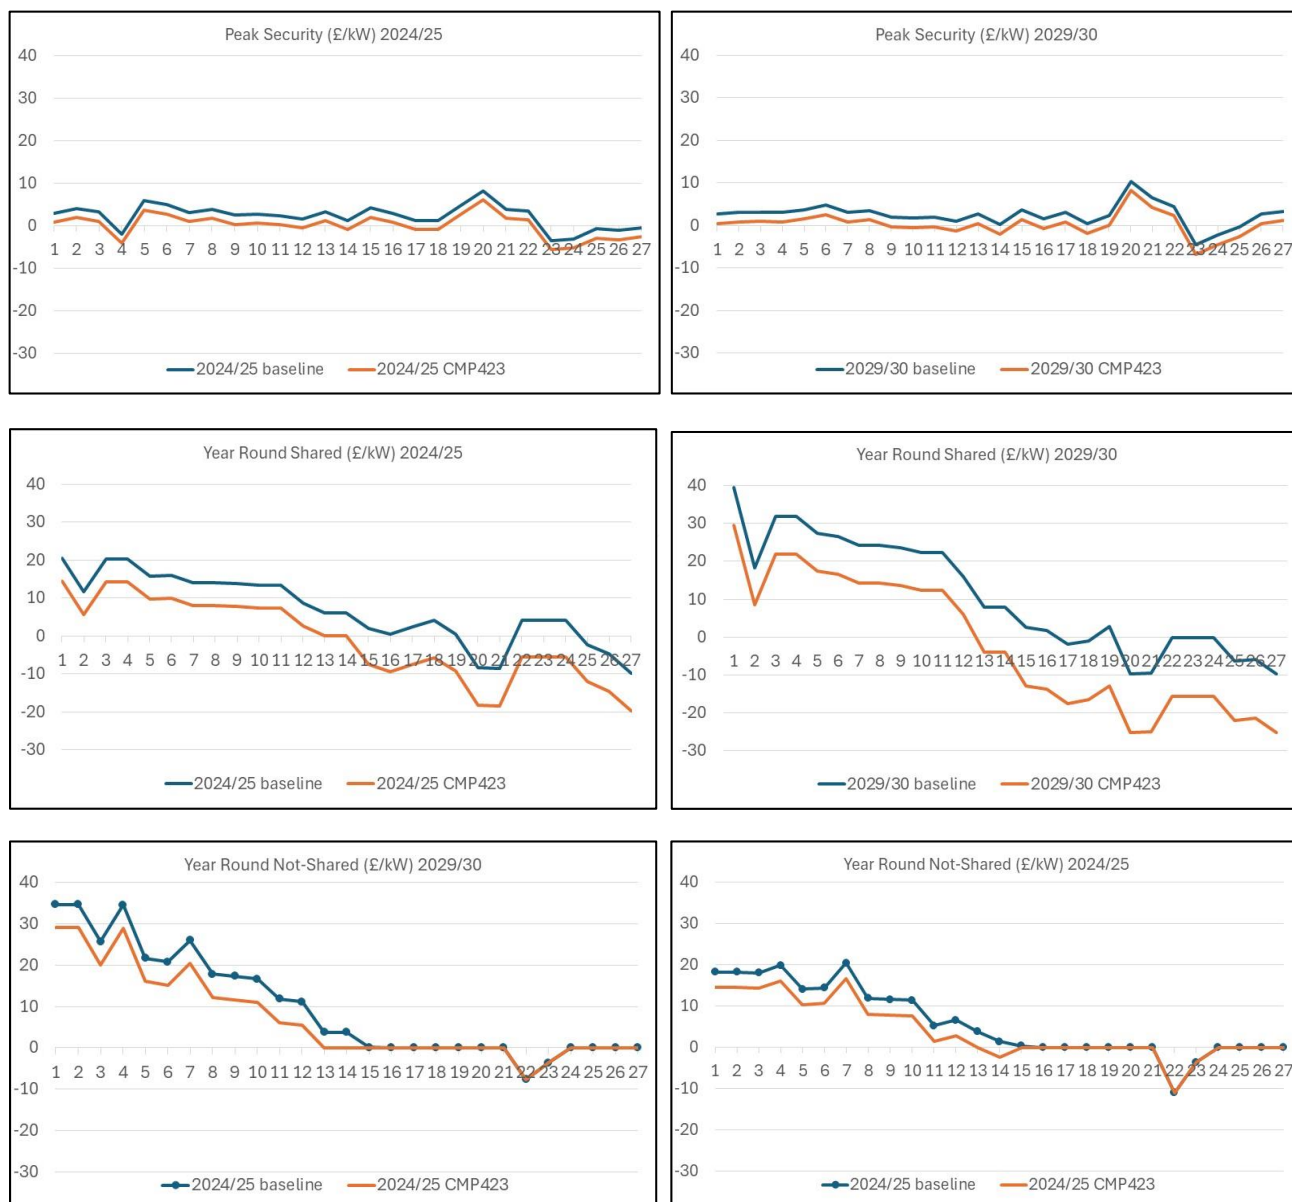 Peak Security (£/kW) 2024/25
40
30
20
10
0
-10
-20
-30
1 2 3 4 5 6 7 8 9 10 11 12 13 14 15 16 17 18 19 20 21 22 23 24 25 26 27
2024/25 baseline 2024/25 CMP423
Peak Security (£/kW) 2029/30
40
30
20
10
0
-10
-20
-30
1 2 3 4 5 6 7 8 9 10 11 12 13 14 15 16 17 18 19 20 21 22 23 24 25 26 27
2029/30 baseline 2029/30 CMP423
Year Round Shared (£/kW) 2024/25
40
30
20
10
0
-10
-20
-30
1 2 3 4 5 6 7 8 9 10 11 12 13 14 15 16 17 18 19 20 21 22 23 24 25 26 27
2024/25 baseline 2024/25 CMP423
Year Round Shared (£/kW) 2029/30
40
30
20
10
0
-10
-20
-30
1 2 3 4 5 6 7 8 9 10 11 12 13 14 15 16 17 18 19 20 21 22 23 24 25 26 27
2029/30 baseline 2029/30 CMP423
Year Round Not-Shared (£/kW) 2029/30
40
30
20
10
0
-10
-20
-30
1 2 3 4 5 6 7 8 9 10 11 12 13 14 15 16 17 18 19 20 21 22 23 24 25 26 27
2024/25 baseline 2024/25 CMP423
Year Round Not-Shared (£/kW) 2024/25
40
30
20
10
0
-10
-20
-30
1 2 3 4 5 6 7 8 9 10 11 12 13 14 15 16 17 18 19 20 21 22 23 24 25 26 27
2024/25 baseline 2024/25 CMP423